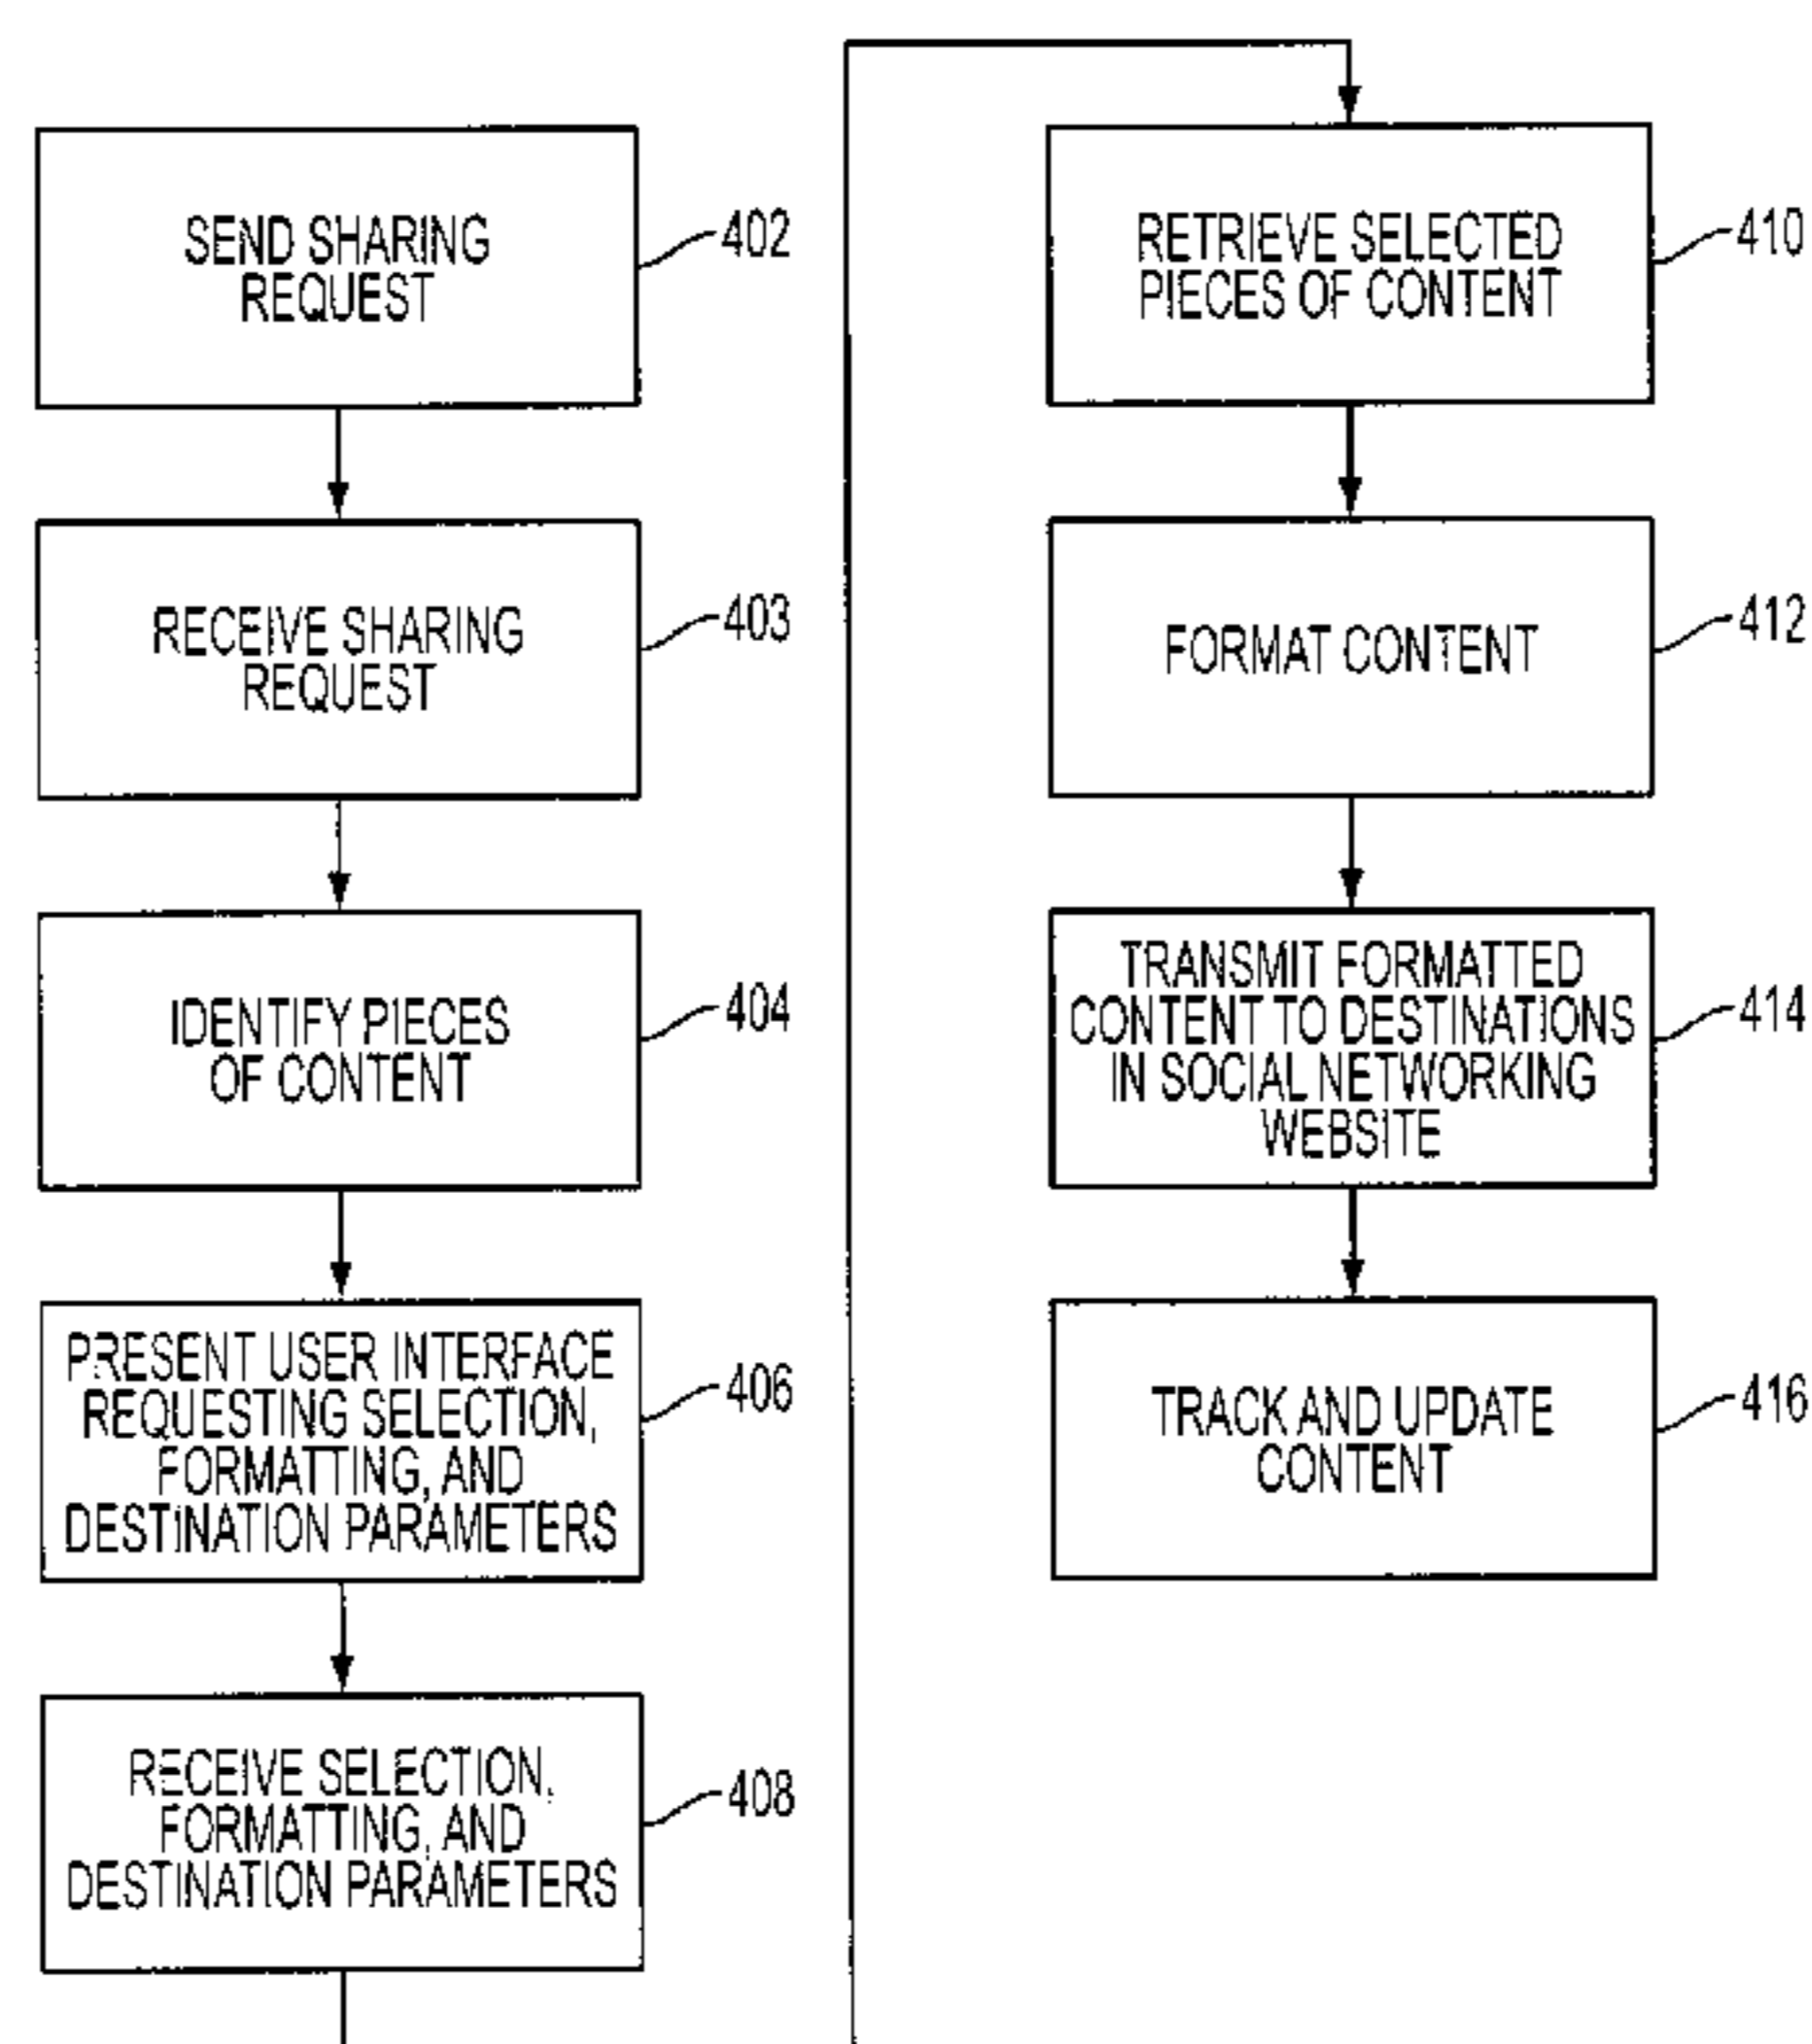 SEND SHARING
REQUEST
402
RECEIVE SHARING
REQUEST
403
IDENTIFY PIECES
OF CONTENT
404
PRESENT USER INTERFACE
REQUESTING SELECTION,
FORMATTING, AND
DESTINATION PARAMETERS
406
RECEIVE SELECTION,
FORMATTING, AND
DESTINATION PARAMETERS
408
RETRIEVE SELECTED
PIECES OF CONTENT
410
FORMAT CONTENT
412
TRANSMIT FORMATTED
CONTENT TO DESTINATIONS
IN SOCIAL NETWORKING
WEBSITE
414
TRACK AND UPDATE
CONTENT
416